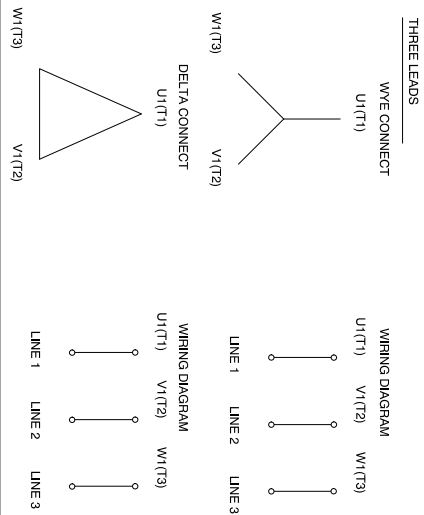 THREE LEADS
WYE CONNECT
U1(T1)
W1(T3)
V1(T2)
WIRING DIAGRAM
U1(T1)
V1(T2)
W1(T3)
LINE 1
LINE 2
LINE 3
DELTA CONNECT
U1(T1)
W1(T3)
V1(T2)
WIRING DIAGRAM
U1(T1)
V1(T2)
W1(T3)
LINE 1
LINE 2
LINE 3